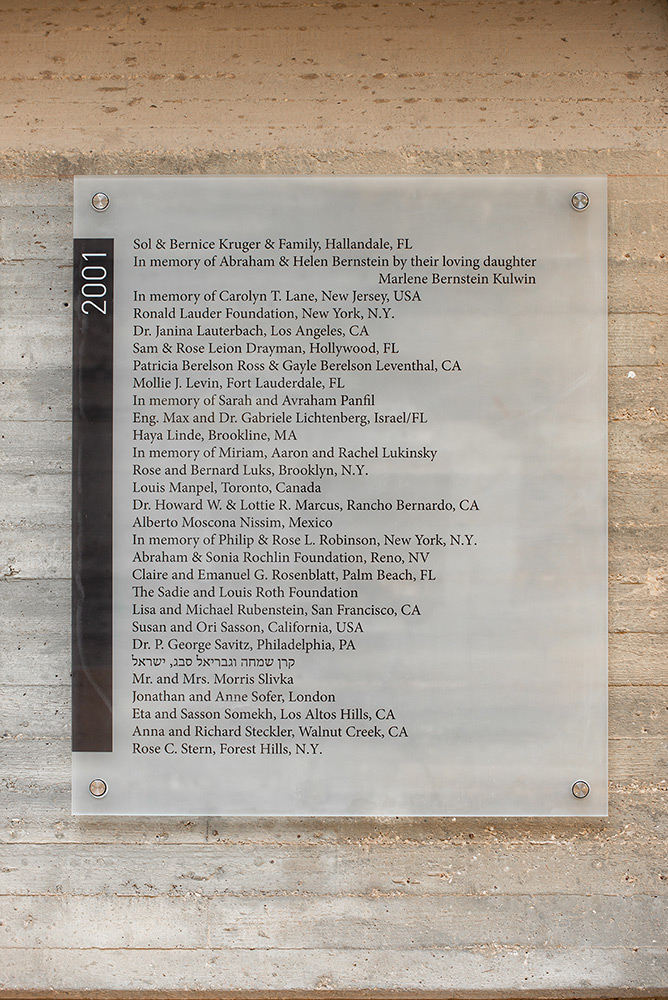 2001
Sol & Bernice Kruger & Family, Hallandale, FL
In memory of Abraham & Helen Bernstein by their loving daughter
Marlene Bernstein Kulwin
In memory of Carolyn T. Lane, New Jersey, USA
Ronald Lauder Foundation, New York, N.Y.
Dr. Janina Lauterbach, Los Angeles, CA
Sam & Rose Leion Drayman, Hollywood, FL
Patricia Berelson Ross & Gayle Berelson Leventhal, CA
Mollie J. Levin, Fort Lauderdale, FL
In memory of Sarah and Avraham Panfil
Eng. Max and Dr. Gabriele Lichtenberg, Israel/FL
Haya Linde, Brookline, MA
In memory of Miriam, Aaron and Rachel Lukinsky
Rose and Bernard Luks, Brooklyn, N.Y.
Louis Manpel, Toronto, Canada
Dr. Howard W. & Lottie R. Marcus, Rancho Bernardo, CA
Alberto Moscona Nissim, Mexico
In memory of Philip & Rose L. Robinson, New York, N.Y.
Abraham & Sonia Rochlin Foundation, Reno, NV
Claire and Emanuel G. Rosenblatt, Palm Beach, FL
The Sadie and Louis Roth Foundation
Lisa and Michael Rubenstein, San Francisco, CA
Susan and Ori Sasson, California, USA
Dr. P. George Savitz, Philadelphia, PA
קרן שמחה וגבריאל סבג, ישראל
Mr. and Mrs. Morris Slivka
Jonathan and Anne Sofer, London
Eta and Sasson Somekh, Los Altos Hills, CA
Anna and Richard Steckler, Walnut Creek, CA
Rose C. Stern, Forest Hills, N.Y.